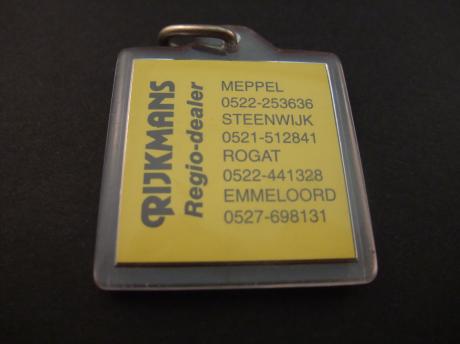 RIJKMANS
Regio-dealer
MEPPEL
0522-253636
STEENWIJK
0521-512841
ROGAT
0522-441328
EMMELOORD
0527-698131